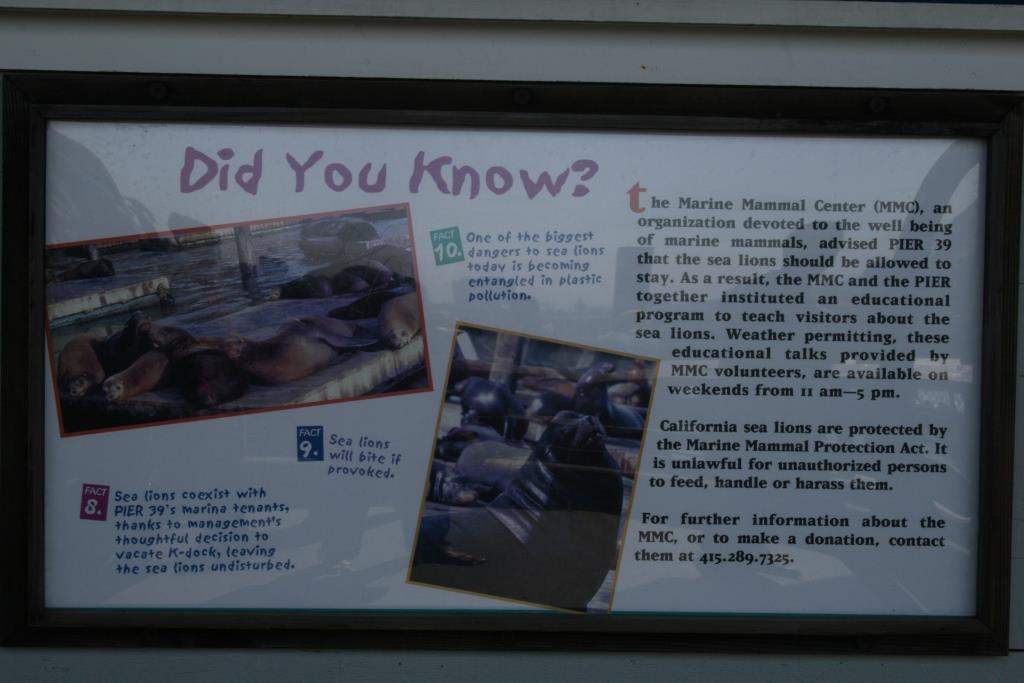 Did You Know?
FACT
10.
One of the biggest
dangers to sea lions
today is becoming
entangled in plastic
pollution.
FACT
9.
Sea lions
will bite if
provoked.
FACT
8.
Sea lions coexist with
PIER 39's marina tenants,
thanks to management's
thoughtful decision to
vacate K-dock, leaving
the sea lions undisturbed.
the Marine Mammal Center (MMC), an
organization devoted to the well being
of marine mammals, advised PIER 39
that the sea lions should be allowed to
stay. As a result, the MMC and the PIER
together instituted an educational
program to teach visitors about the
sea lions. Weather permitting, these
educational talks provided by
MMC volunteers, are available on
weekends from 11 am—5 pm.
California sea lions are protected by
the Marine Mammal Protection Act. It
is unlawful for unauthorized persons
to feed, handle or harass them.
For further information about the
MMC, or to make a donation, contact
them at 415.289.7325.